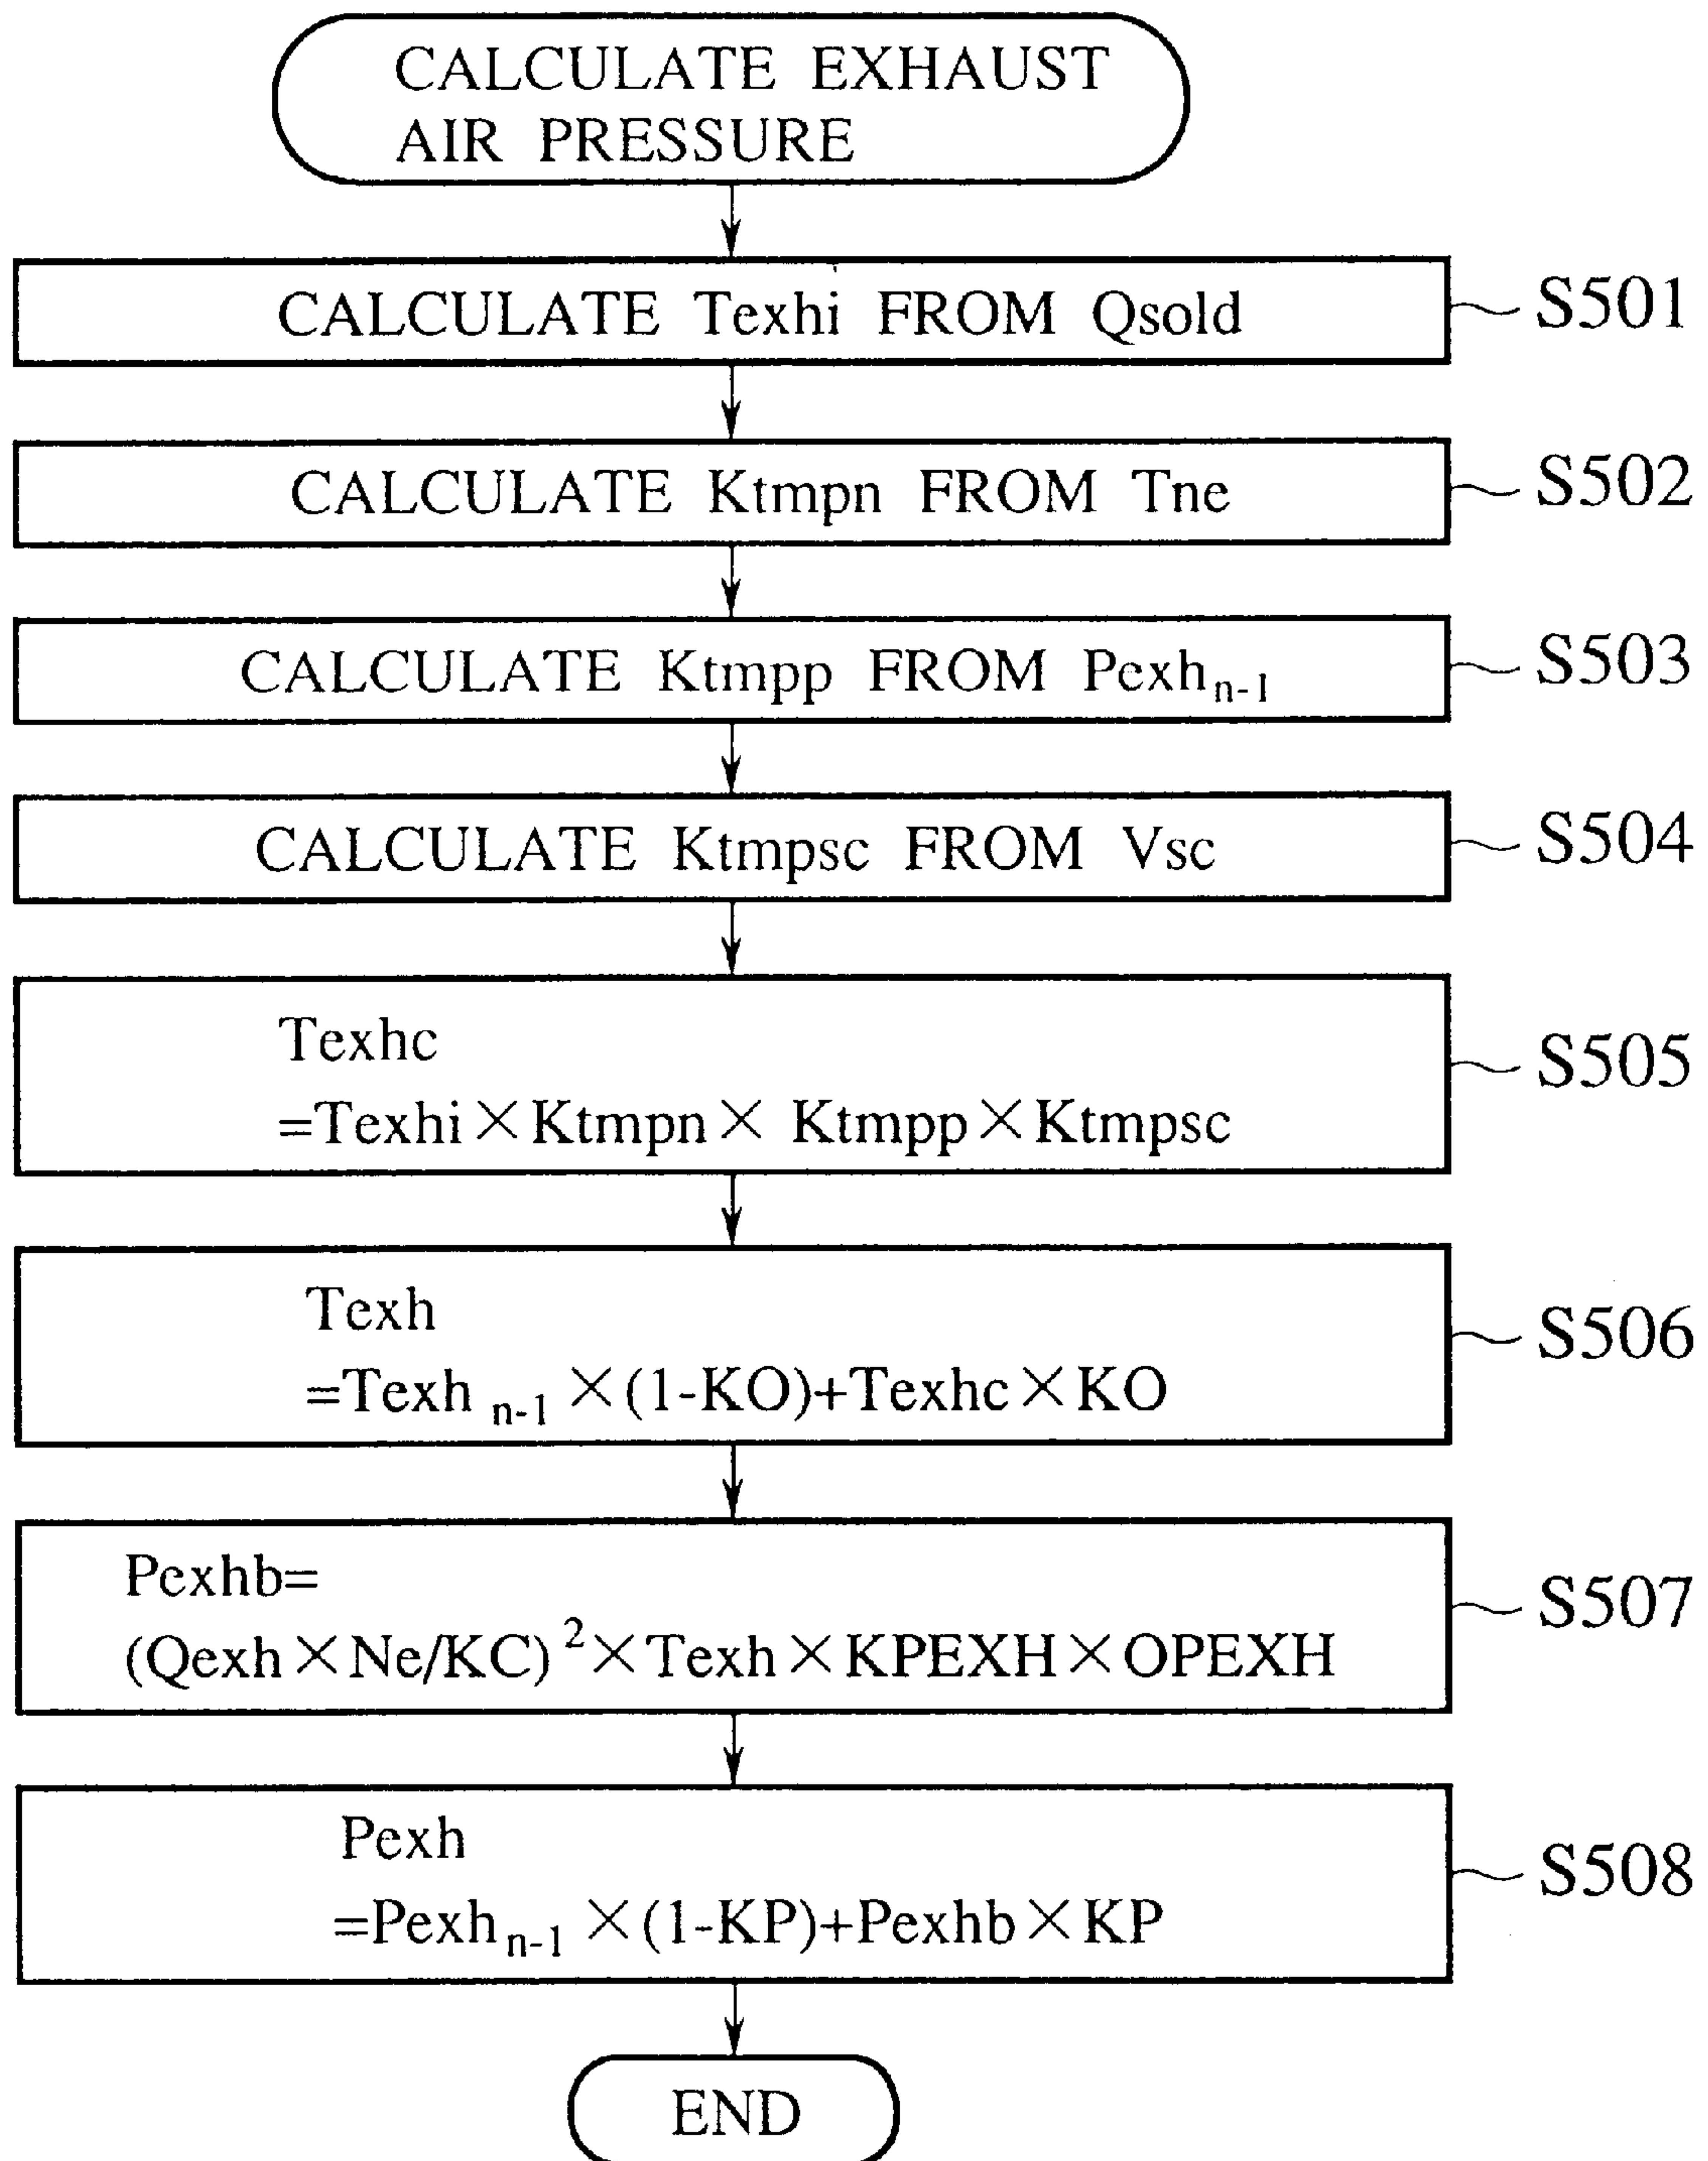 CALCULATE EXHAUST
AIR PRESSURE
CALCULATE Texhi FROM Qsold
S501
CALCULATE Ktmpn FROM Tne
S502
CALCULATE Ktmpp FROM Pexhn-1
S503
CALCULATE Ktmpsc FROM Vsc
S504
Texhc
=Texhi×Ktmpn× Ktmpp×Ktmpsc
S505
Texh
=Texh n-1 ×(1-KO)+Texhc×KO
S506
Pexhb=
(Qexh×Ne/KC)²×Texh×KPEXH×OPEXH
S507
Pexh
=Pexhn-1 ×(1-KP)+Pexhb×KP
S508
END